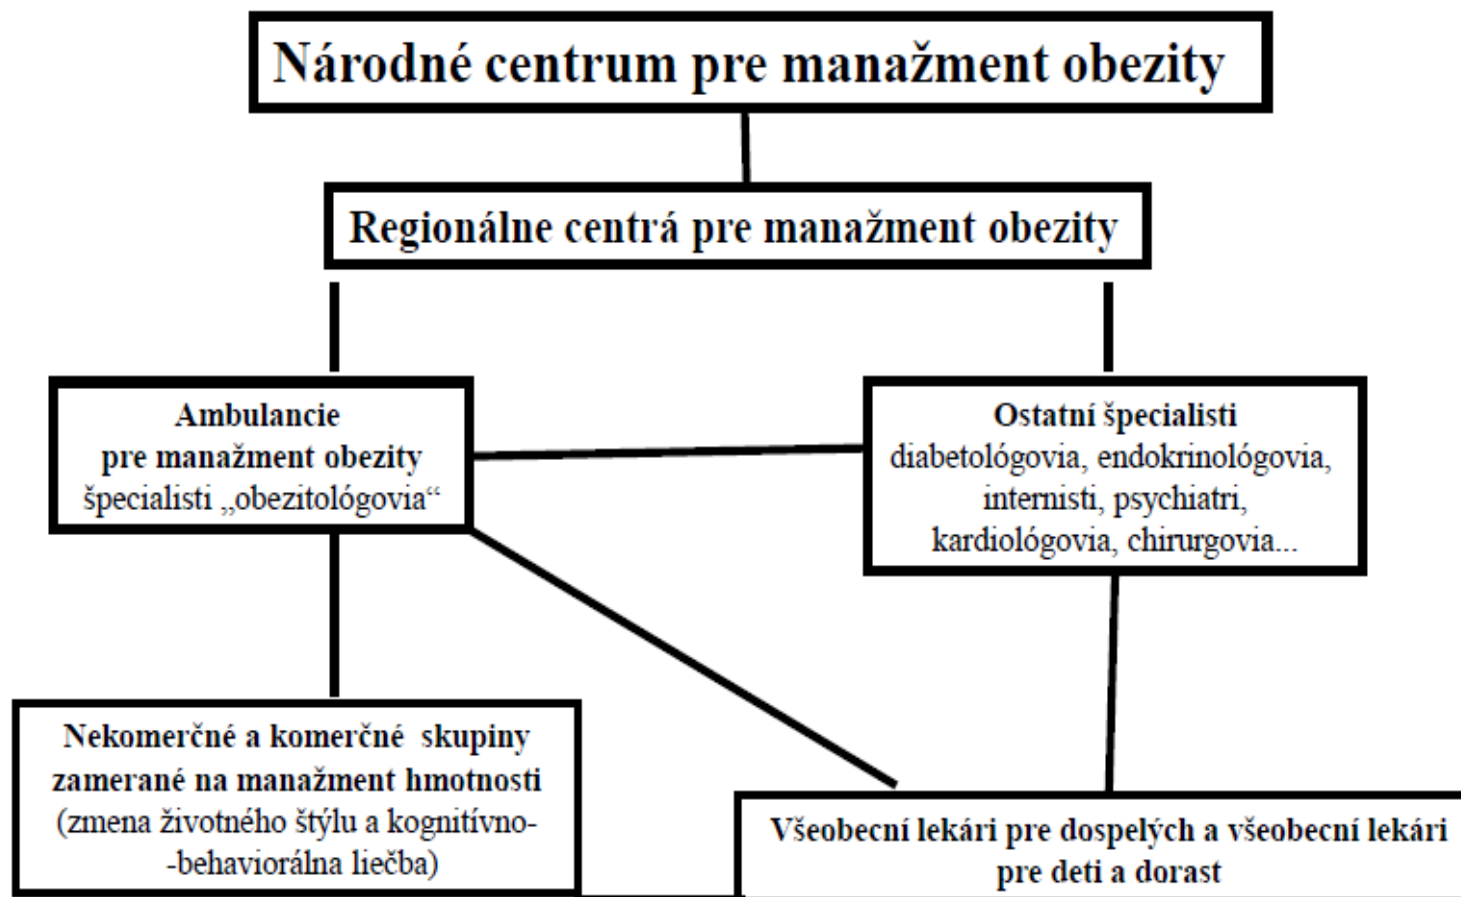 Národné centrum pre manažment obezity
Regionálne centrá pre manažment obezity
Ambulancie
pre manažment obezity
špecialisti „obezitológovia“
Ostatní špecialisti
diabetológovia, endokrinológovia,
internisti, psychiatri,
kardiológovia, chirurgovia...
Nekomerčné a komerčné skupiny
zamerané na manažment hmotnosti
(zmena životného štýlu a kognitívno-
-behaviorálna liečba)
Všeobecní lekári pre dospelých a všeobecní lekári
pre deti a dorast